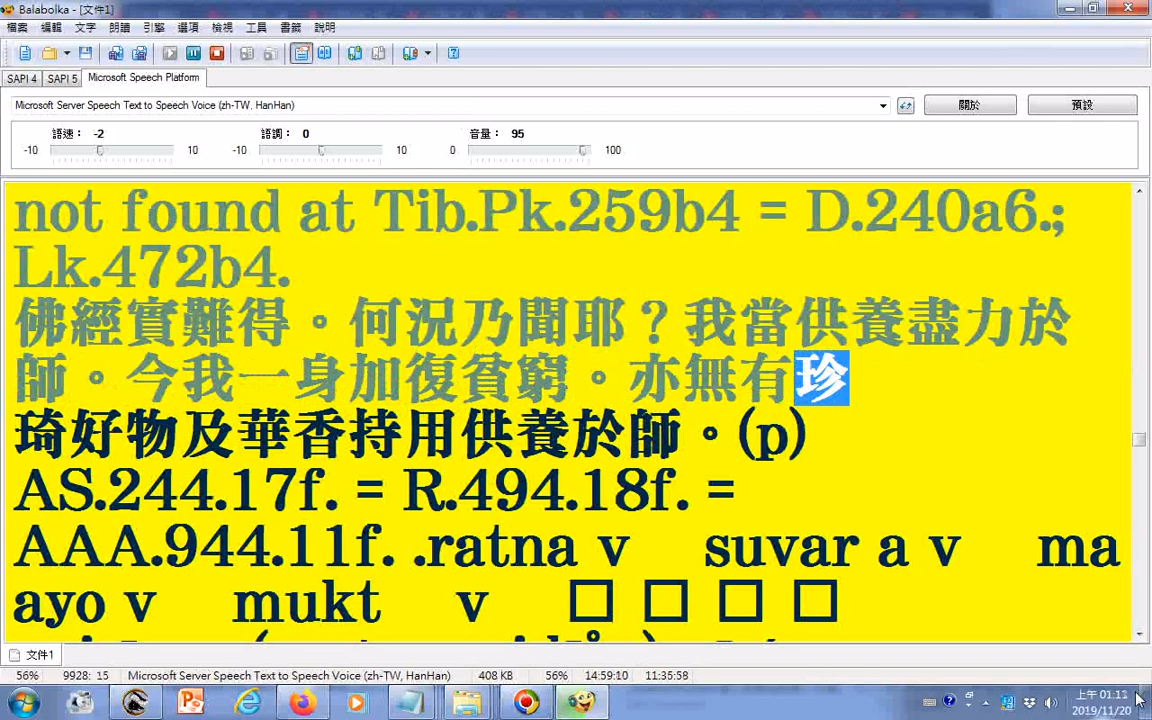 Balabolka - [文件1]
檔案 編輯 文字 朗讀 引擎 選項 檢視 工具 書籤 說明
SAPI 4 SAPI 5 Microsoft Speech Platform
Microsoft Server Speech Text to Speech Voice (zh-TW, HanHan) 關於 預設
語速： -2 語調： 0 音量： 95
-10 10 -10 10 0 100
not found at Tib.Pk.259b4 = D.240a6.;
Lk.472b4.
佛經實難得。何況乃聞耶？我當供養盡力於
師。今我一身加復貧窮。亦無有珍
琦好物及華香持用供養於師。(p)
AS.244.17f. = R.494.18f. =
AAA.944.11f. .ratna v suvar a v ma
ayo v mukt v □ □ □ □
文件1
56% 9928: 15 Microsoft Server Speech Text to Speech Voice (zh-TW, HanHan) 408 KB 56% 14:59:10 11:35:58
上午 01:11
2019/11/20